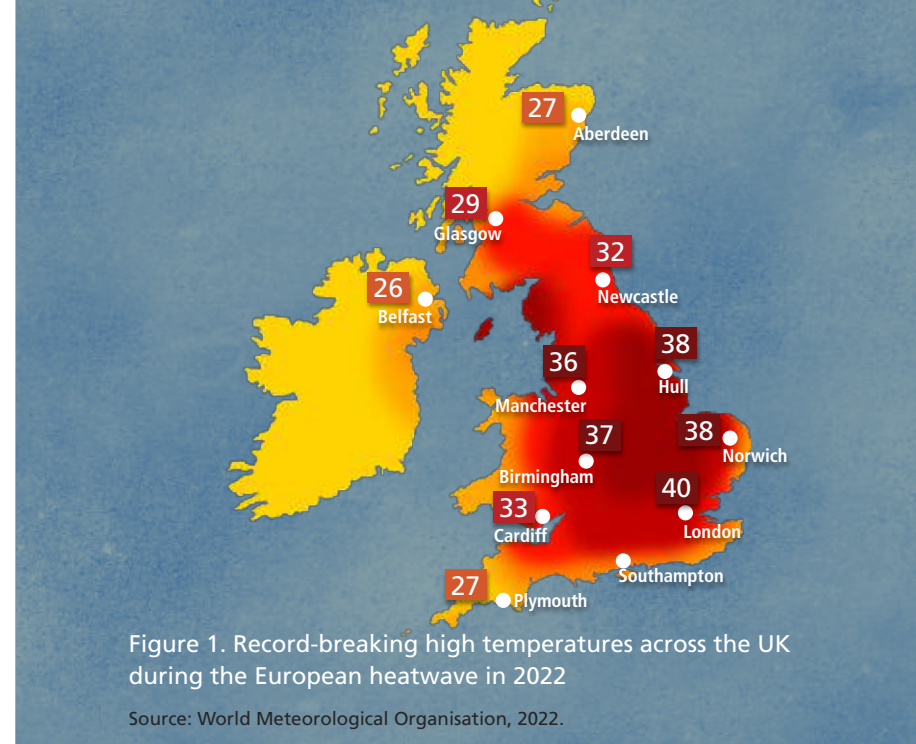 27
Aberdeen
29
Glasgow
32
Newcastle
26
Belfast
38
Hull
36
Manchester
37
Birmingham
38
Norwich
40
London
33
Cardiff
Southampton
27
Plymouth
Figure 1. Record-breaking high temperatures across the UK
during the European heatwave in 2022
Source: World Meteorological Organisation, 2022.